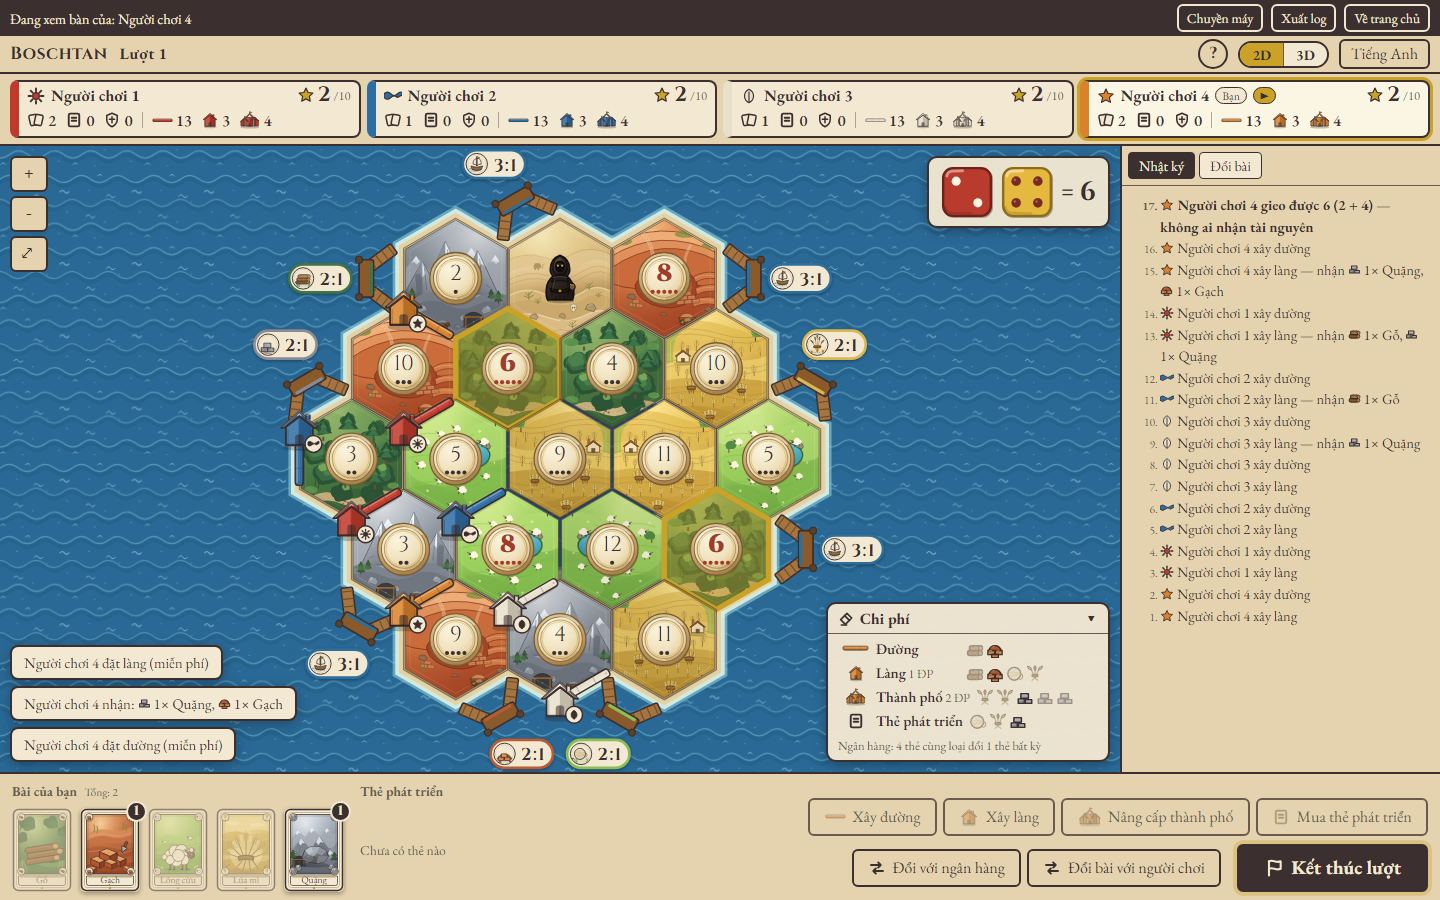 Đang xem bàn của: Người chơi 4
Chuyền máy
Xuất log
Về trang chủ
BOSCHTAN Lượt 1
?
2D
3D
Tiếng Anh
Người chơi 1
2 /10
2 0 0 13 3 4
Người chơi 2
2 /10
1 0 0 13 3 4
Người chơi 3
2 /10
1 0 0 13 3 4
Người chơi 4 Bạn
2 /10
2 0 0 13 3 4
+
-
3:1
= 6
2:1
2
8
3:1
2:1
10
6
4
10
2:1
3
5
9
11
5
3
8
12
6
3:1
9
4
11
3:1
2:1
2:1
Người chơi 4 đặt làng (miễn phí)
Người chơi 4 nhận: 1× Quặng, 1× Gạch
Người chơi 4 đặt đường (miễn phí)
Chi phí
Đường
Làng 1 ĐP
Thành phố 2 ĐP
Thẻ phát triển
Ngân hàng: 4 thẻ cùng loại đổi 1 thẻ bất kỳ
Nhật ký
Đổi bài
17. Người chơi 4 gieo được 6 (2 + 4) —
không ai nhận tài nguyên
16. Người chơi 4 xây đường
15. Người chơi 4 xây làng — nhận 1× Quặng,
1× Gạch
14. Người chơi 1 xây đường
13. Người chơi 1 xây làng — nhận 1× Gỗ,
1× Quặng
12. Người chơi 2 xây đường
11. Người chơi 2 xây làng — nhận 1× Gỗ
10. Người chơi 3 xây đường
9. Người chơi 3 xây làng — nhận 1× Quặng
8. Người chơi 3 xây đường
7. Người chơi 3 xây làng
6. Người chơi 2 xây đường
5. Người chơi 2 xây làng
4. Người chơi 1 xây đường
3. Người chơi 1 xây làng
2. Người chơi 4 xây đường
1. Người chơi 4 xây làng
Bài của bạn Tổng: 2
1
1
Gỗ
Gạch
Lông cừu
Lúa mì
Quặng
Thẻ phát triển
Chưa có thẻ nào
Xây đường
Xây làng
Nâng cấp thành phố
Mua thẻ phát triển
Đổi với ngân hàng
Đổi bài với người chơi
Kết thúc lượt